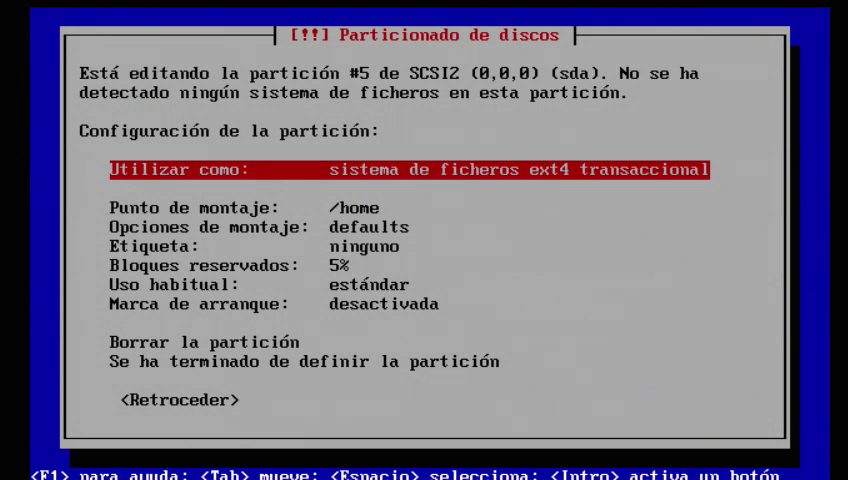 [!!] Particionado de discos
Está editando la partición #5 de SCSI2 (0,0,0) (sda). No se ha
detectado ningún sistema de ficheros en esta partición.
Configuración de la partición:
Utilizar como: sistema de ficheros ext4 transaccional
Punto de montaje: /home
Opciones de montaje: defaults
Etiqueta: ninguno
Bloques reservados: 5%
Uso habitual: estándar
Marca de arranque: desactivada
Borrar la partición
Se ha terminado de definir la partición
<Retroceder>
<F1> para ayuda; <Tab> mueve; <Espacio> selecciona; <Intro> activa un botón